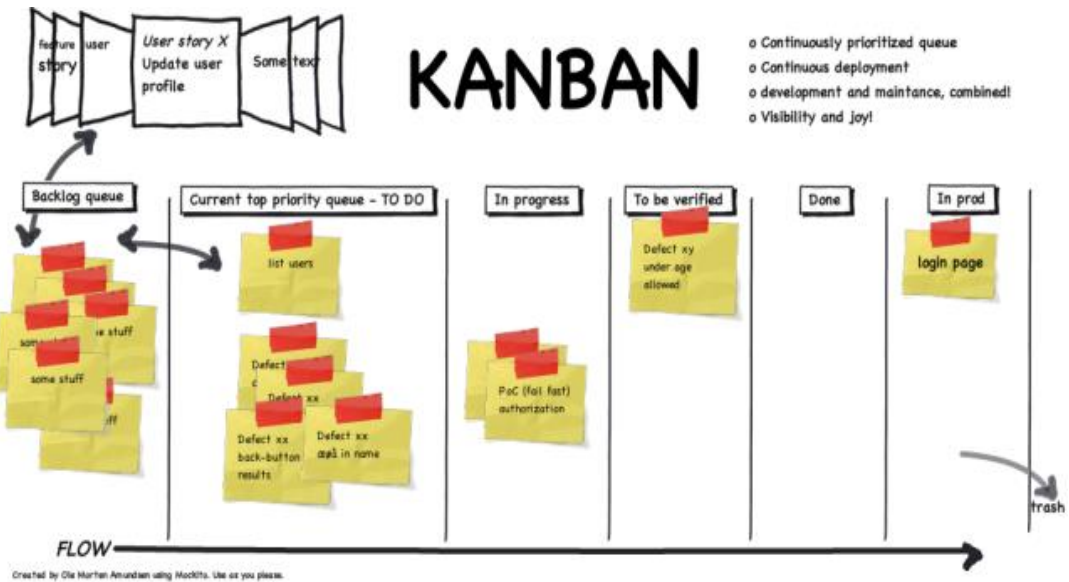 feature
story
user
User story X
Update user
profile
Some text
KANBAN
o Continuously prioritized queue
o Continuous deployment
o development and maintance, combined!
o Visibility and joy!
Backlog queue
Current top priority queue - TO DO
In progress
To be verified
Done
In prod
some stuff
stuff
list users
Defect
Defect xx
Defect xx
back-button
results
Defect xx
æøå in name
PoC (fail fast)
authorization
Defect xy
under age
allowed
login page
trash
FLOW
Created by Ole Morten Amundsen using Mockito. Use as you please.